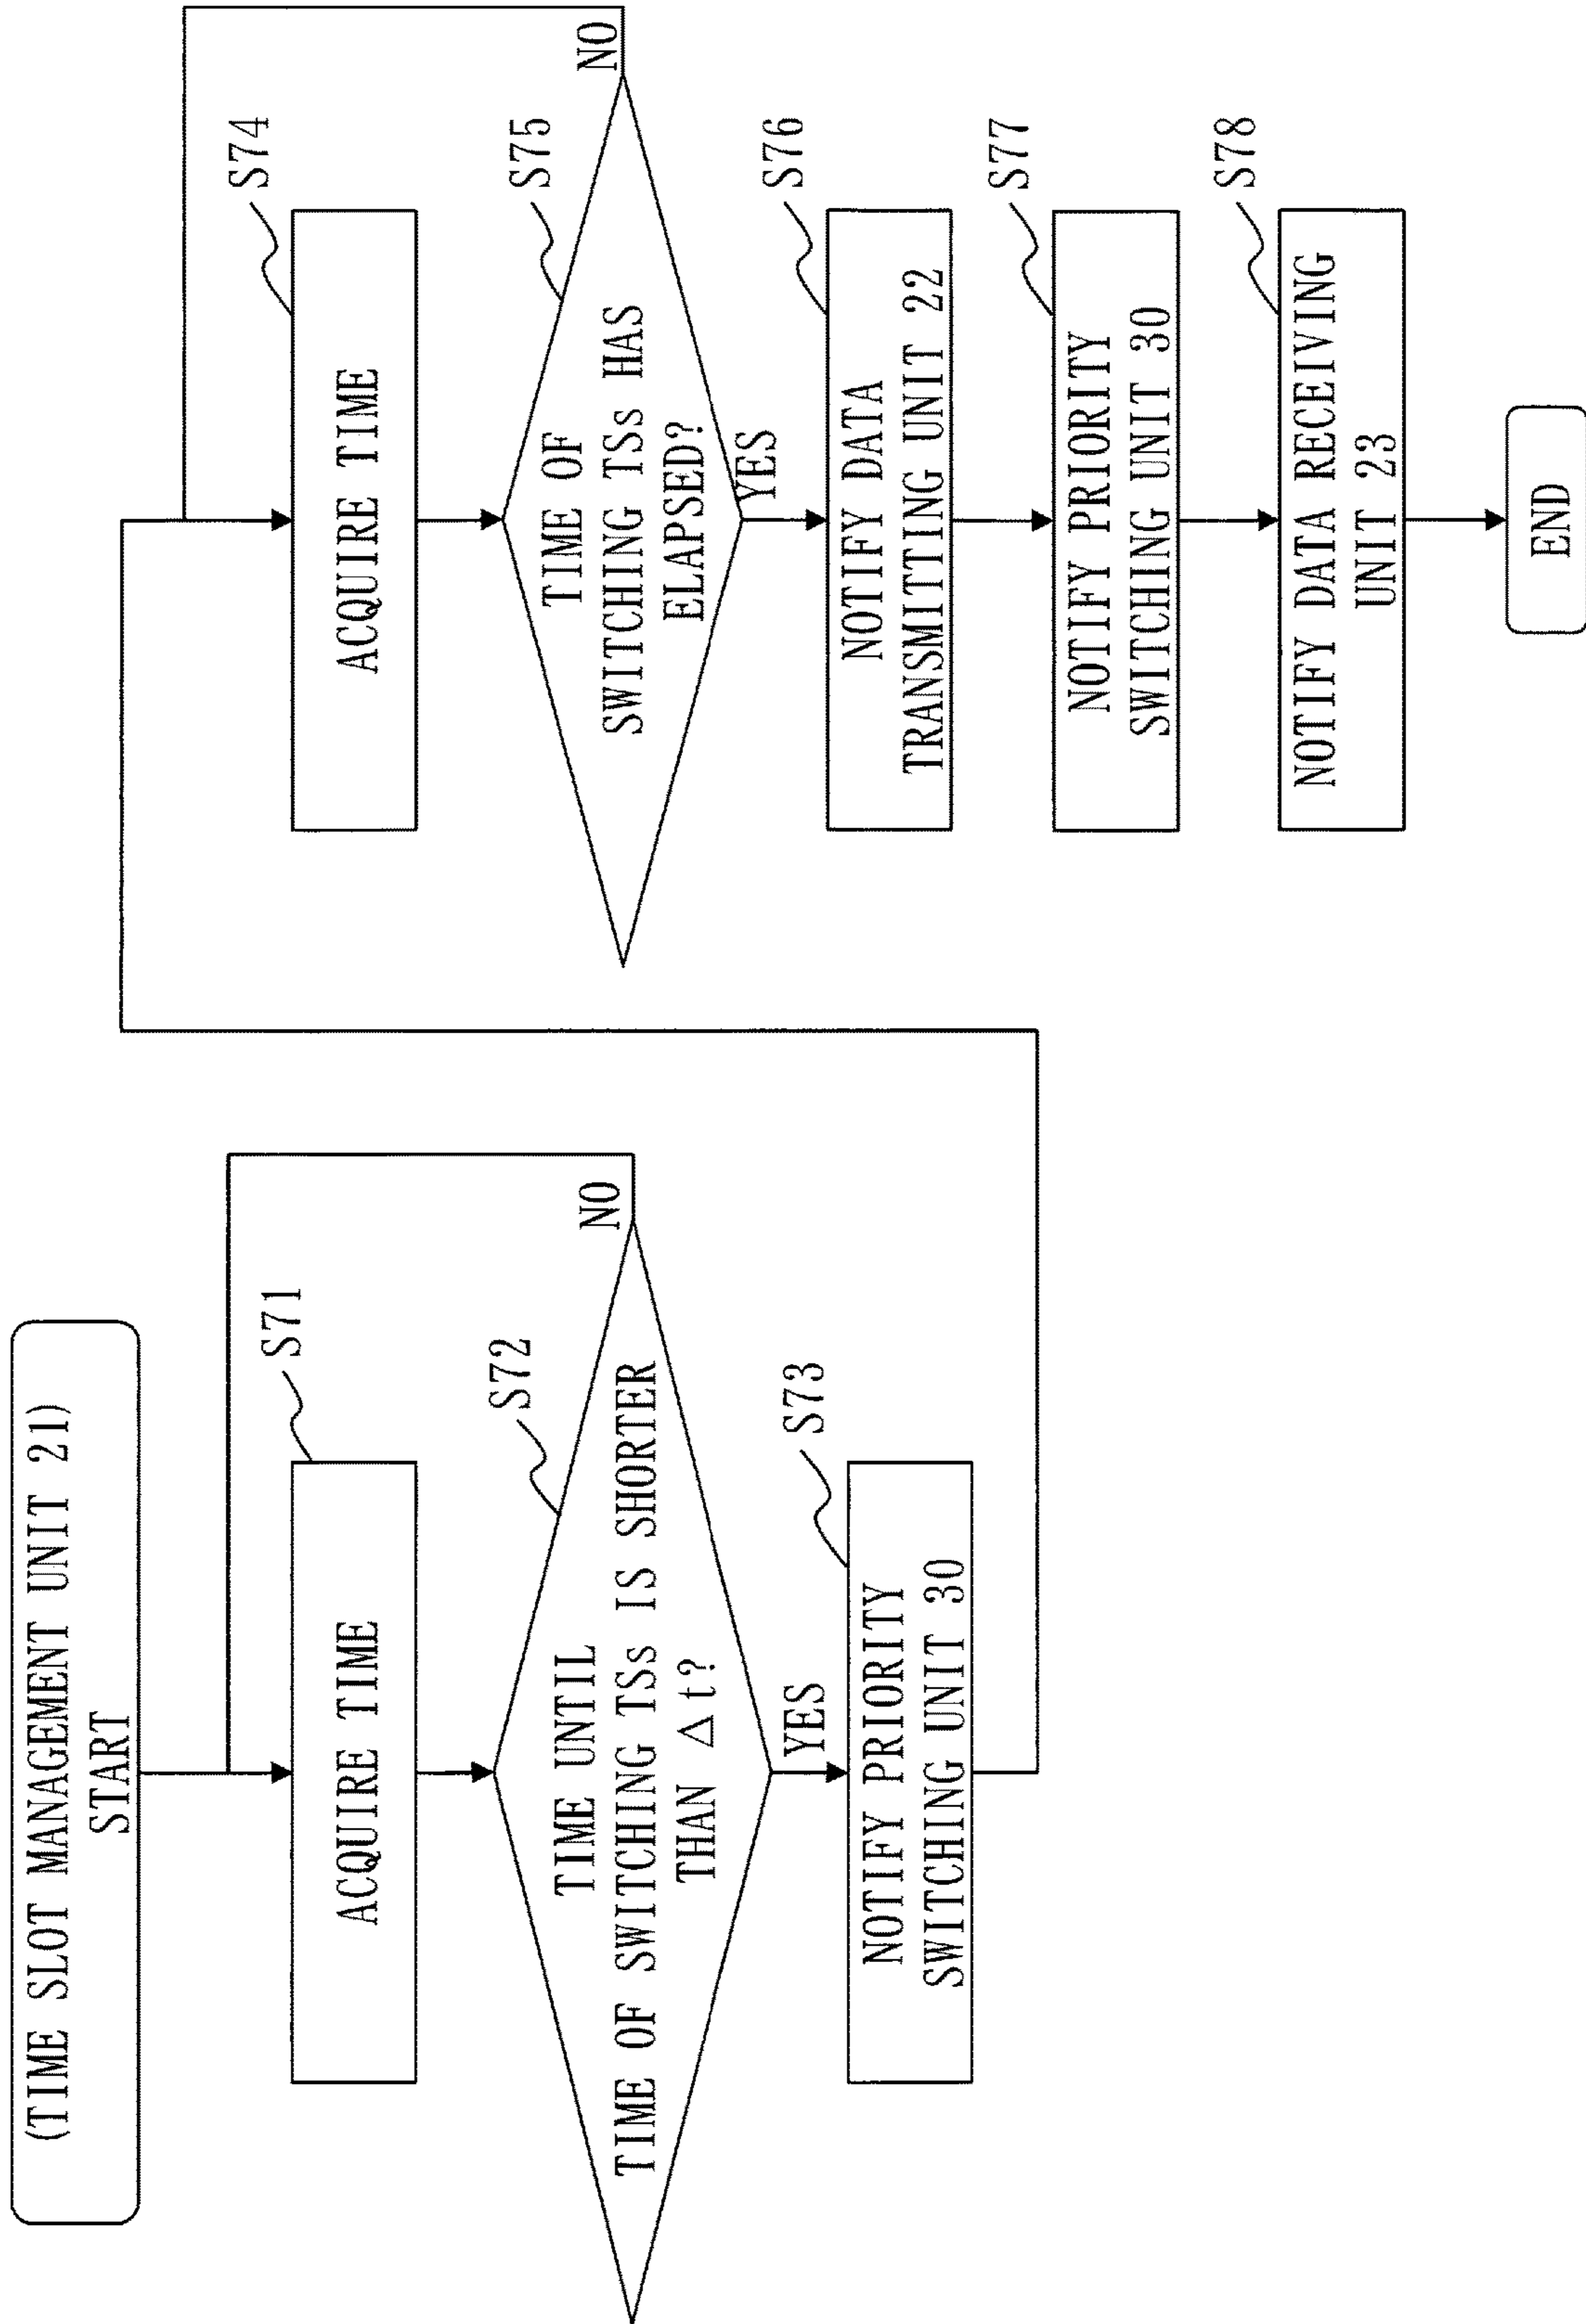 (TIME SLOT MANAGEMENT UNIT 21)
START
S71
ACQUIRE TIME
S72
TIME UNTIL
TIME OF SWITCHING TSs IS SHORTER
THAN Δt?
NO
YES
S73
NOTIFY PRIORITY
SWITCHING UNIT 30
S74
ACQUIRE TIME
S75
TIME OF
SWITCHING TSs HAS
ELAPSED?
NO
YES
S76
NOTIFY DATA
TRANSMITTING UNIT 22
S77
NOTIFY PRIORITY
SWITCHING UNIT 30
S78
NOTIFY DATA RECEIVING
UNIT 23
END